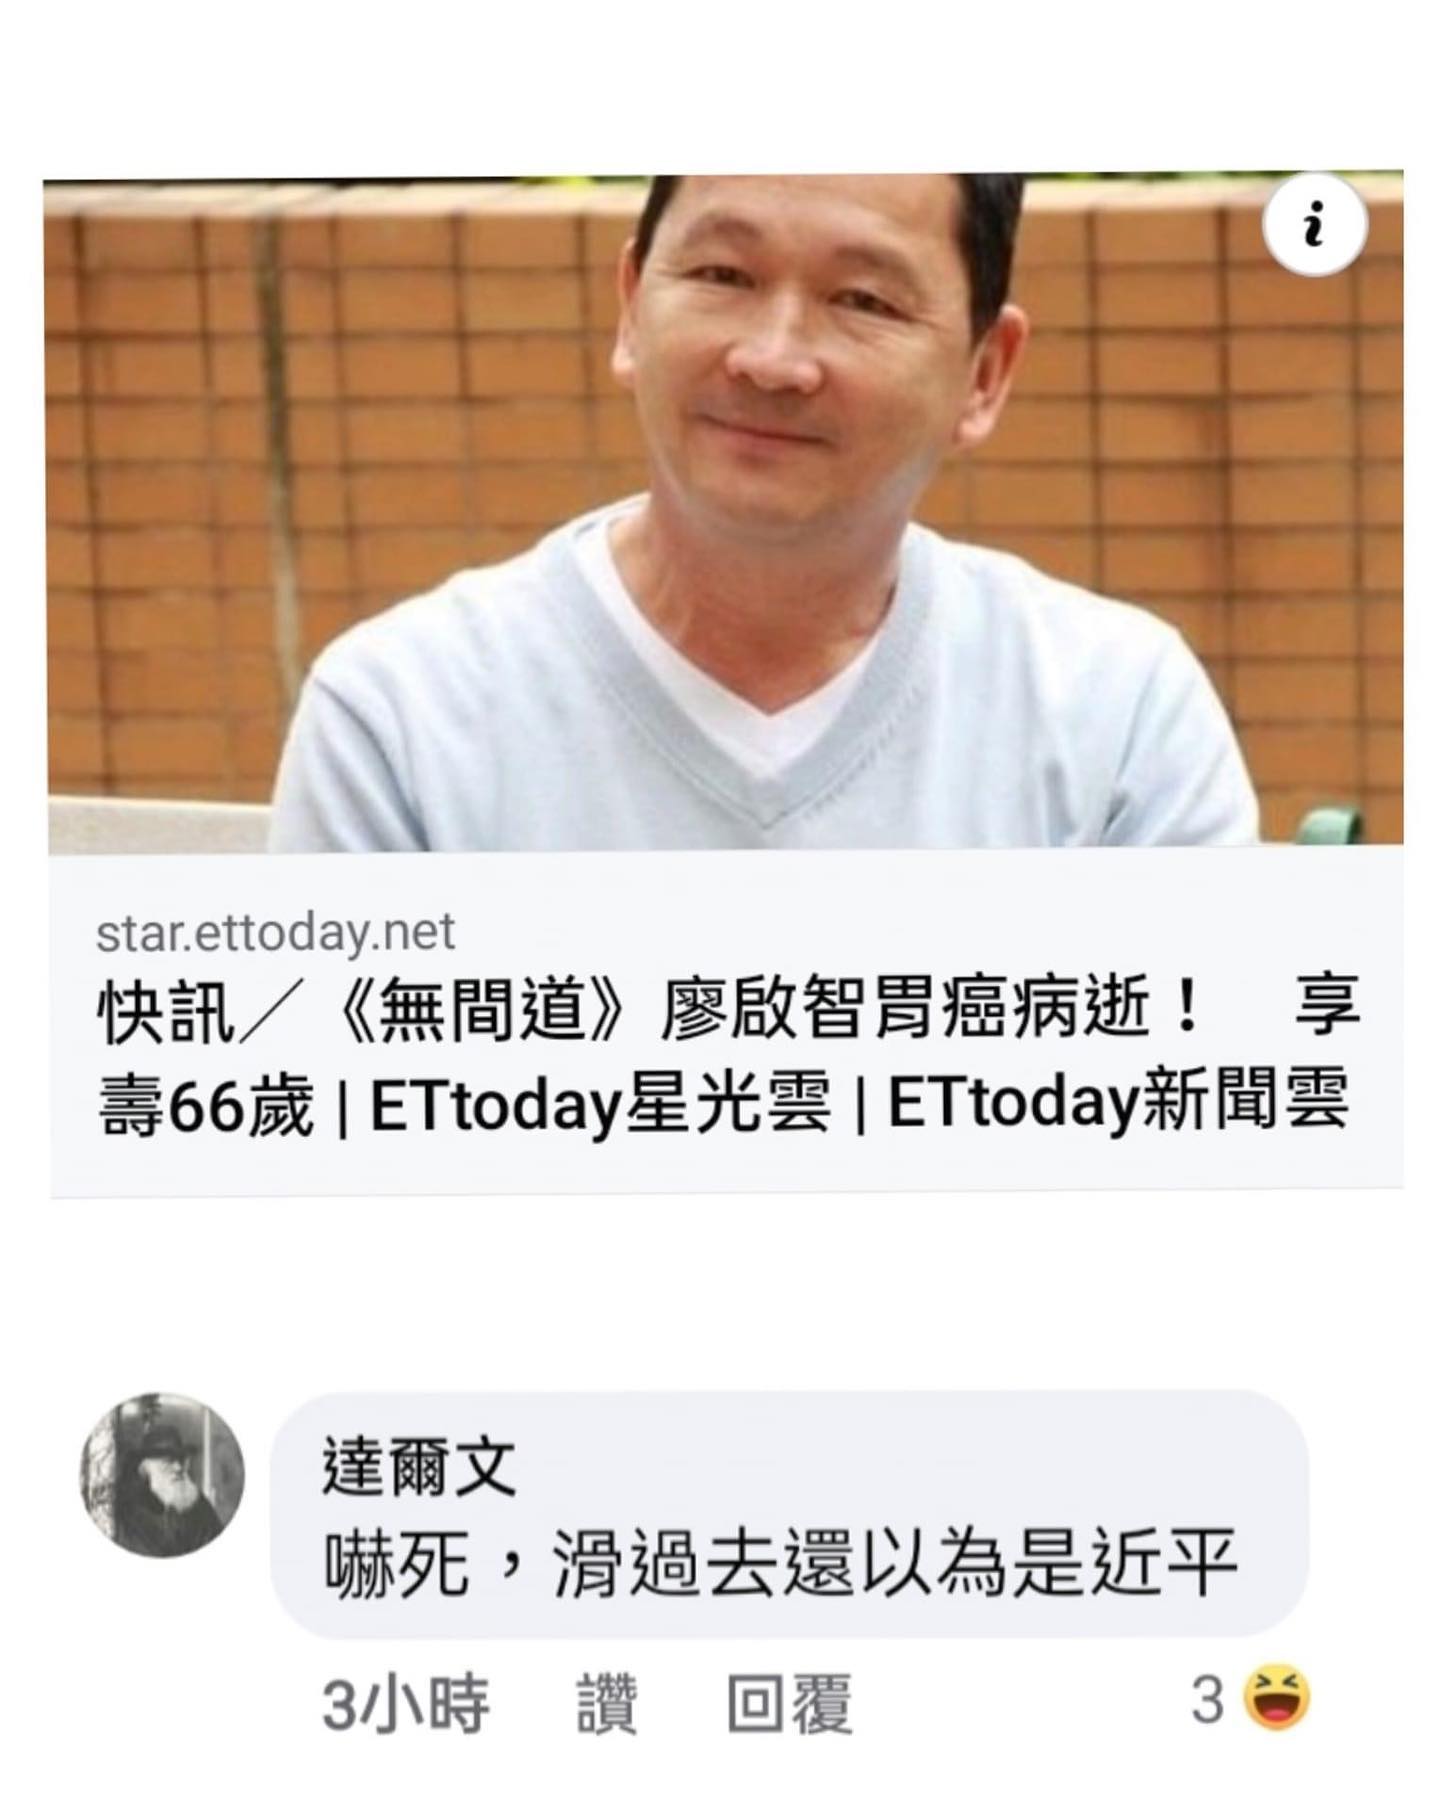 i
star.ettoday.net
快訊／《無間道》廖啟智胃癌病逝！　享
壽66歲 | ETtoday星光雲 | ETtoday新聞雲
達爾文
嚇死，滑過去還以為是近平
3小時 讚 回覆 3